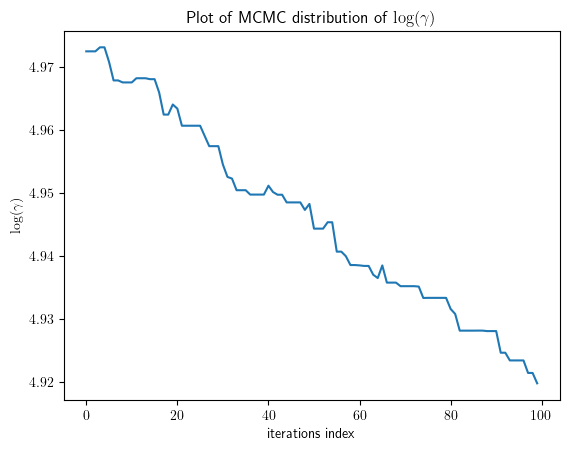 Plot of MCMC distribution of log(γ)
4.97
4.96
4.95
4.94
4.93
4.92
log(γ)
0 20 40 60 80 100
iterations index